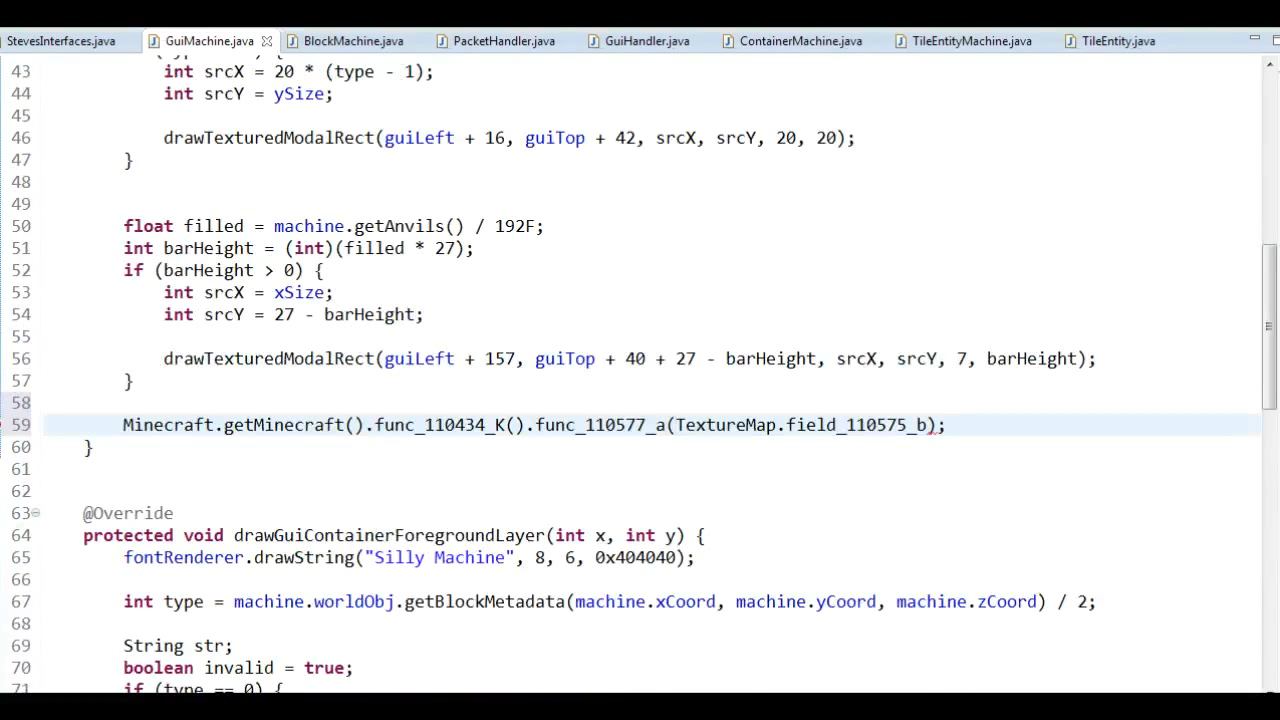 StevesInterfaces.java GuiMachine.java BlockMachine.java PacketHandler.java GuiHandler.java ContainerMachine.java TileEntityMachine.java TileEntity.java
43 int srcX = 20 * (type - 1);
44 int srcY = ySize;
45
46 drawTexturedModalRect(guiLeft + 16, guiTop + 42, srcX, srcY, 20, 20);
47 }
48
49
50 float filled = machine.getAnvils() / 192F;
51 int barHeight = (int)(filled * 27);
52 if (barHeight > 0) {
53 int srcX = xSize;
54 int srcY = 27 - barHeight;
55
56 drawTexturedModalRect(guiLeft + 157, guiTop + 40 + 27 - barHeight, srcX, srcY, 7, barHeight);
57 }
58
59 Minecraft.getMinecraft().func_110434_K().func_110577_a(TextureMap.field_110575_b);
60 }
61
62
63 @Override
64 protected void drawGuiContainerForegroundLayer(int x, int y) {
65 fontRenderer.drawString("Silly Machine", 8, 6, 0x404040);
66
67 int type = machine.worldObj.getBlockMetadata(machine.xCoord, machine.yCoord, machine.zCoord) / 2;
68
69 String str;
70 boolean invalid = true;
71 if (type == 0) {